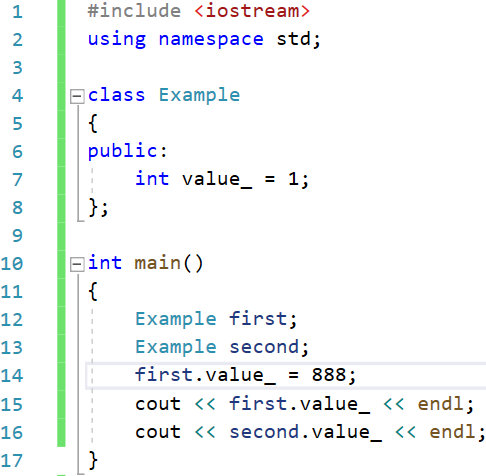 1 #include <iostream>
2 using namespace std;
3
4 class Example
5 {
6 public:
7     int value_ = 1;
8 };
9
10 int main()
11 {
12     Example first;
13     Example second;
14     first.value_ = 888;
15     cout << first.value_ << endl;
16     cout << second.value_ << endl;
17 }